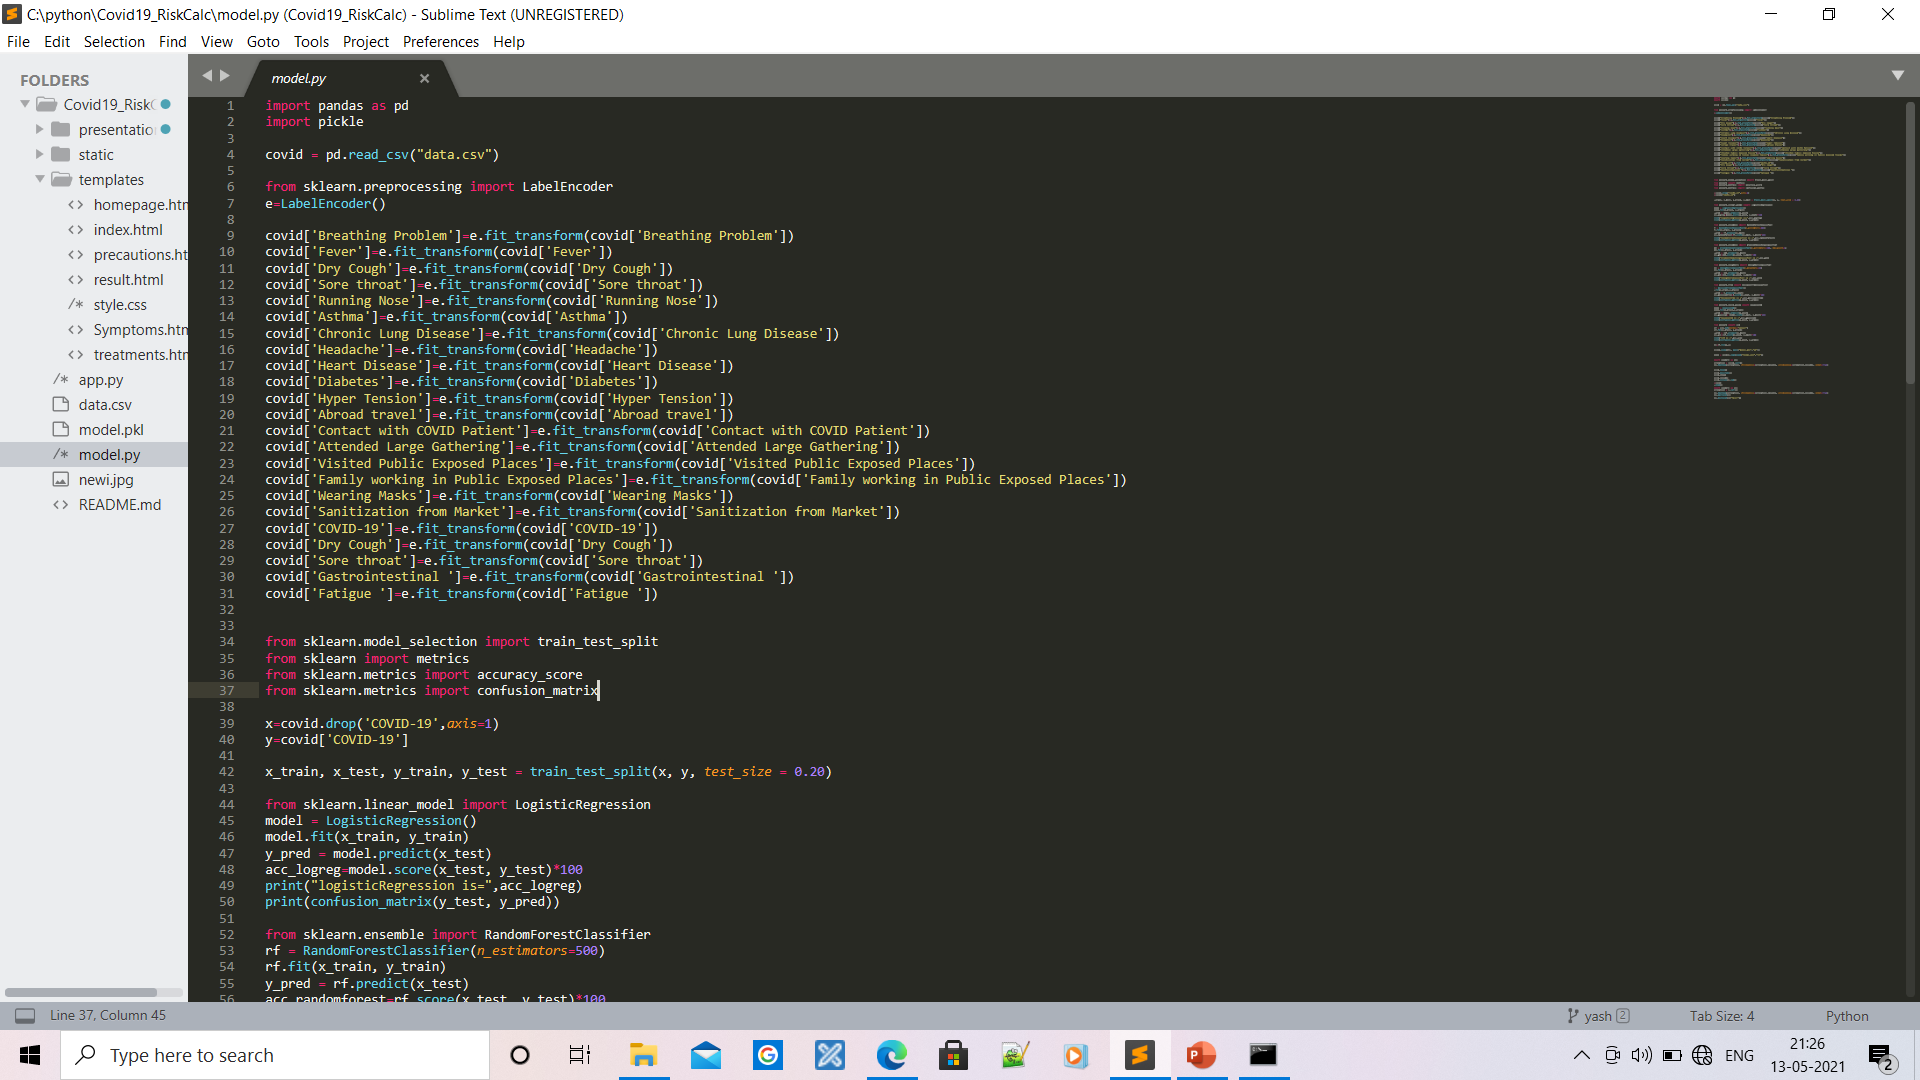 C:\python\Covid19_RiskCalc\model.py (Covid19_RiskCalc) - Sublime Text (UNREGISTERED)
File Edit Selection Find View Goto Tools Project Preferences Help
FOLDERS
Covid19_Risk
presentatio
static
templates
homepage.htm
index.html
precautions.ht
result.html
style.css
Symptoms.htm
treatments.htm
app.py
data.csv
model.pkl
model.py
newi.jpg
README.md
model.py
1 import pandas as pd
2 import pickle
3
4 covid = pd.read_csv("data.csv")
5
6 from sklearn.preprocessing import LabelEncoder
7 e=LabelEncoder()
8
9 covid['Breathing Problem']=e.fit_transform(covid['Breathing Problem'])
10 covid['Fever']=e.fit_transform(covid['Fever'])
11 covid['Dry Cough']=e.fit_transform(covid['Dry Cough'])
12 covid['Sore throat']=e.fit_transform(covid['Sore throat'])
13 covid['Running Nose']=e.fit_transform(covid['Running Nose'])
14 covid['Asthma']=e.fit_transform(covid['Asthma'])
15 covid['Chronic Lung Disease']=e.fit_transform(covid['Chronic Lung Disease'])
16 covid['Headache']=e.fit_transform(covid['Headache'])
17 covid['Heart Disease']=e.fit_transform(covid['Heart Disease'])
18 covid['Diabetes']=e.fit_transform(covid['Diabetes'])
19 covid['Hyper Tension']=e.fit_transform(covid['Hyper Tension'])
20 covid['Abroad travel']=e.fit_transform(covid['Abroad travel'])
21 covid['Contact with COVID Patient']=e.fit_transform(covid['Contact with COVID Patient'])
22 covid['Attended Large Gathering']=e.fit_transform(covid['Attended Large Gathering'])
23 covid['Visited Public Exposed Places']=e.fit_transform(covid['Visited Public Exposed Places'])
24 covid['Family working in Public Exposed Places']=e.fit_transform(covid['Family working in Public Exposed Places'])
25 covid['Wearing Masks']=e.fit_transform(covid['Wearing Masks'])
26 covid['Sanitization from Market']=e.fit_transform(covid['Sanitization from Market'])
27 covid['COVID-19']=e.fit_transform(covid['COVID-19'])
28 covid['Dry Cough']=e.fit_transform(covid['Dry Cough'])
29 covid['Sore throat']=e.fit_transform(covid['Sore throat'])
30 covid['Gastrointestinal ']=e.fit_transform(covid['Gastrointestinal '])
31 covid['Fatigue ']=e.fit_transform(covid['Fatigue '])
32
33
34 from sklearn.model_selection import train_test_split
35 from sklearn import metrics
36 from sklearn.metrics import accuracy_score
37 from sklearn.metrics import confusion_matrix
38
39 x=covid.drop('COVID-19',axis=1)
40 y=covid['COVID-19']
41
42 x_train, x_test, y_train, y_test = train_test_split(x, y, test_size = 0.20)
43
44 from sklearn.linear_model import LogisticRegression
45 model = LogisticRegression()
46 model.fit(x_train, y_train)
47 y_pred = model.predict(x_test)
48 acc_logreg=model.score(x_test, y_test)*100
49 print("logisticRegression is=",acc_logreg)
50 print(confusion_matrix(y_test, y_pred))
51
52 from sklearn.ensemble import RandomForestClassifier
53 rf = RandomForestClassifier(n_estimators=500)
54 rf.fit(x_train, y_train)
55 y_pred = rf.predict(x_test)
56 acc_randomforest=rf.score(x_test, y_test)*100
Line 37, Column 45
yash 2
Tab Size: 4
Python
Type here to search
ENG
21:26
13-05-2021
2